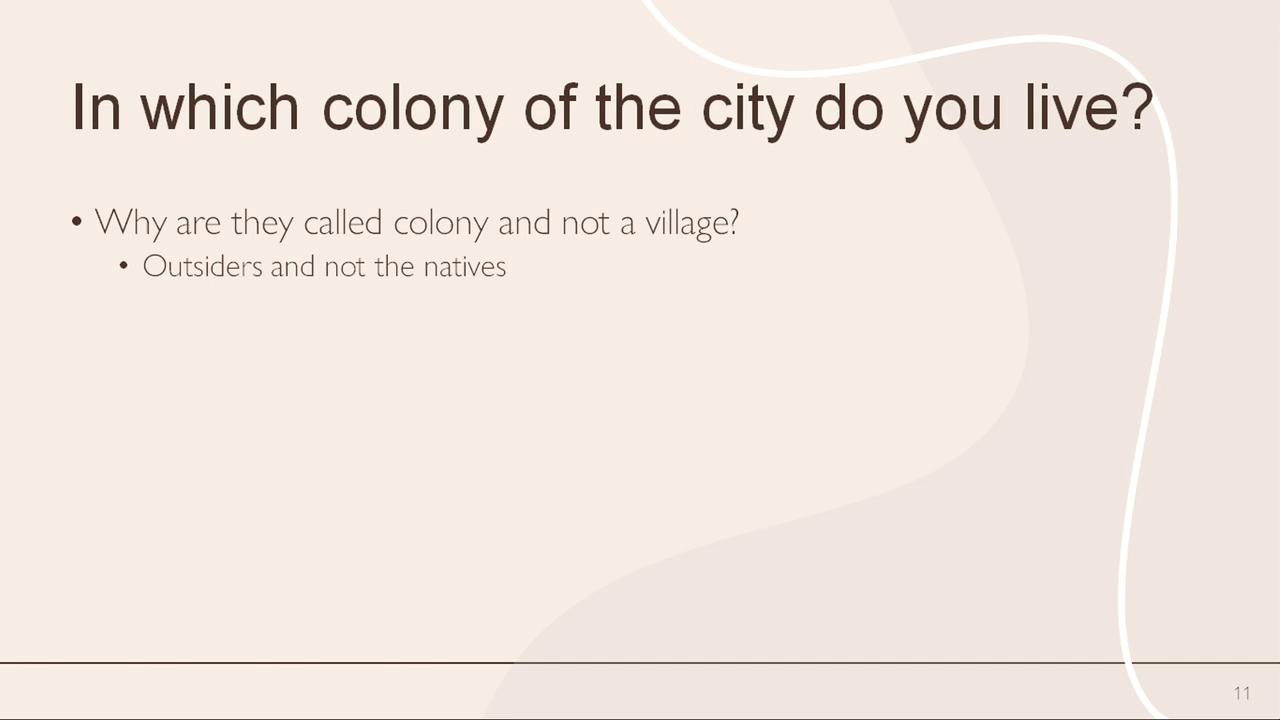 In which colony of the city do you live?
• Why are they called colony and not a village?
• Outsiders and not the natives
11